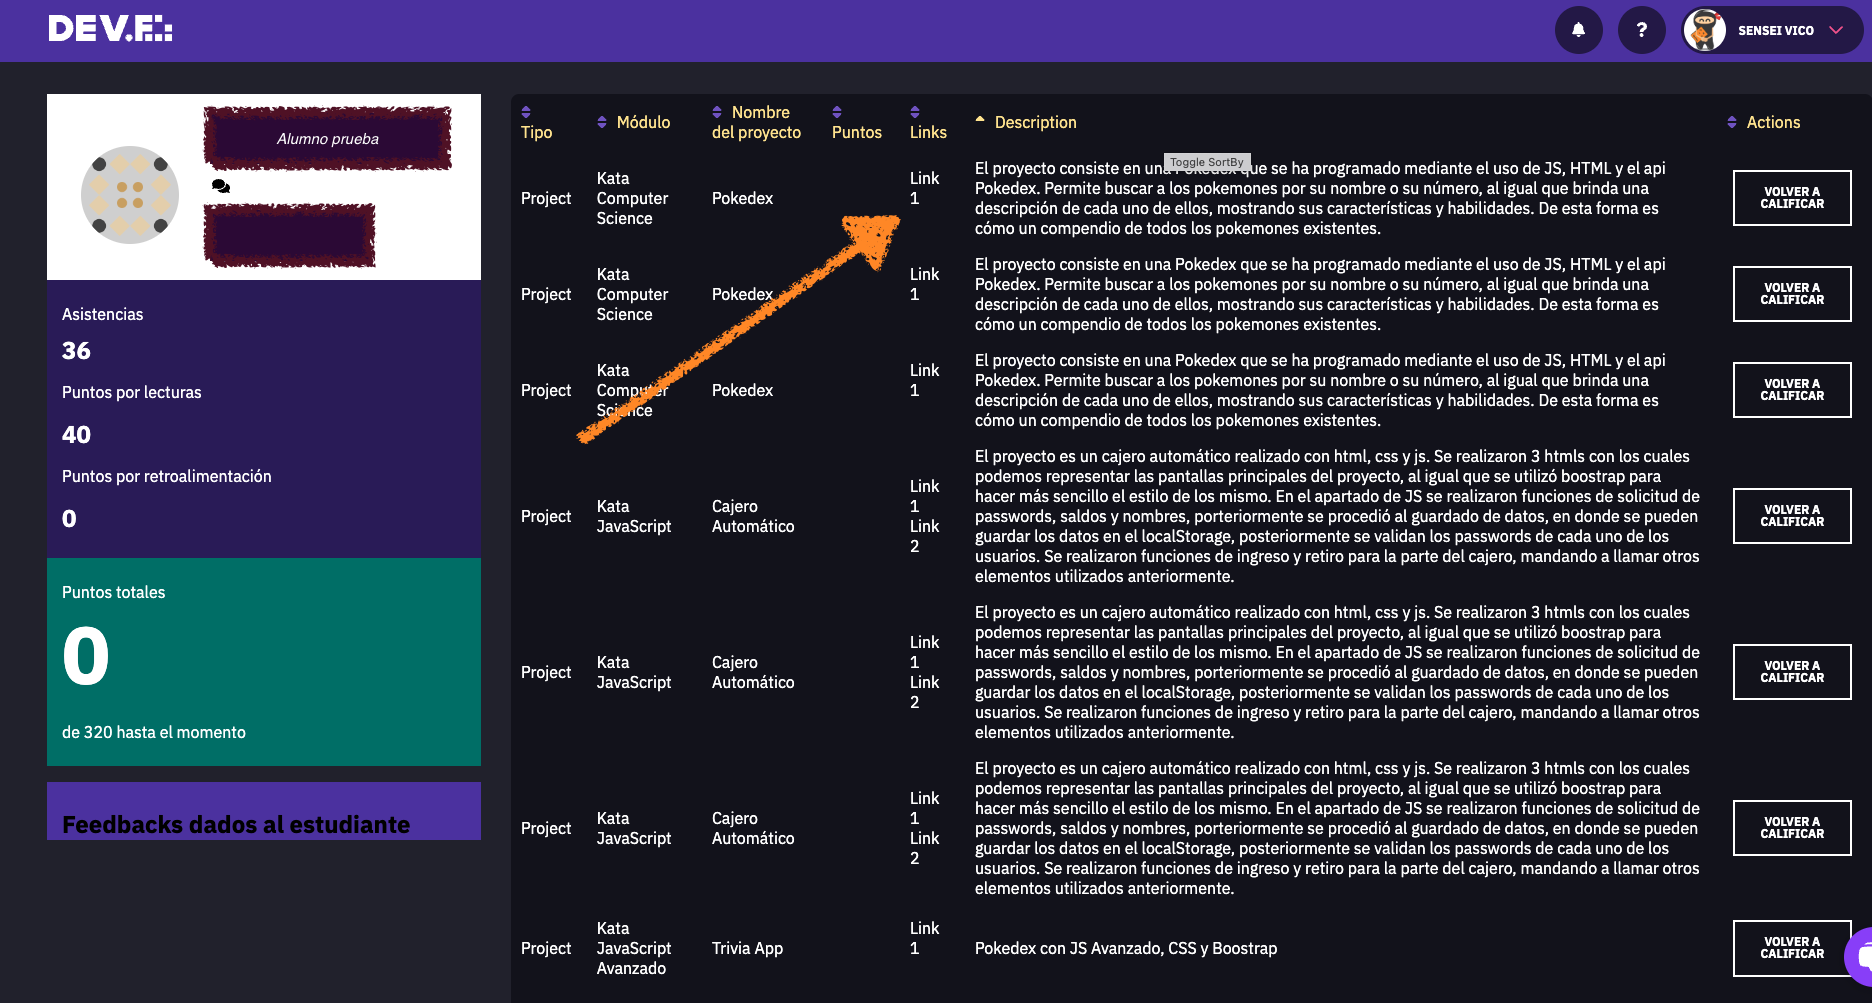 DEV.F.:
?
SENSEI VICO
Alumno prueba
Asistencias
36
Puntos por lecturas
40
Puntos por retroalimentación
0
Puntos totales
0
de 320 hasta el momento
Feedbacks dados al estudiante
Tipo
Módulo
Nombre
del proyecto
Puntos
Links
Description
Actions
Toggle SortBy
Project
Kata
Computer
Science
Pokedex
Link
1
El proyecto consiste en una Pokedex que se ha programado mediante el uso de JS, HTML y el api
Pokedex. Permite buscar a los pokemones por su nombre o su número, al igual que brinda una
descripción de cada uno de ellos, mostrando sus características y habilidades. De esta forma es
cómo un compendio de todos los pokemones existentes.
VOLVER A
CALIFICAR
Project
Kata
Computer
Science
Pokedex
Link
1
El proyecto consiste en una Pokedex que se ha programado mediante el uso de JS, HTML y el api
Pokedex. Permite buscar a los pokemones por su nombre o su número, al igual que brinda una
descripción de cada uno de ellos, mostrando sus características y habilidades. De esta forma es
cómo un compendio de todos los pokemones existentes.
VOLVER A
CALIFICAR
Project
Kata
Computer
Science
Pokedex
Link
1
El proyecto consiste en una Pokedex que se ha programado mediante el uso de JS, HTML y el api
Pokedex. Permite buscar a los pokemones por su nombre o su número, al igual que brinda una
descripción de cada uno de ellos, mostrando sus características y habilidades. De esta forma es
cómo un compendio de todos los pokemones existentes.
VOLVER A
CALIFICAR
Project
Kata
JavaScript
Cajero
Automático
Link
1
Link
2
El proyecto es un cajero automático realizado con html, css y js. Se realizaron 3 htmls con los cuales
podemos representar las pantallas principales del proyecto, al igual que se utilizó boostrap para
hacer más sencillo el estilo de los mismo. En el apartado de JS se realizaron funciones de solicitud de
passwords, saldos y nombres, porteriormente se procedió al guardado de datos, en donde se pueden
guardar los datos en el localStorage, posteriormente se validan los passwords de cada uno de los
usuarios. Se realizaron funciones de ingreso y retiro para la parte del cajero, mandando a llamar otros
elementos utilizados anteriormente.
VOLVER A
CALIFICAR
Project
Kata
JavaScript
Cajero
Automático
Link
1
Link
2
El proyecto es un cajero automático realizado con html, css y js. Se realizaron 3 htmls con los cuales
podemos representar las pantallas principales del proyecto, al igual que se utilizó boostrap para
hacer más sencillo el estilo de los mismo. En el apartado de JS se realizaron funciones de solicitud de
passwords, saldos y nombres, porteriormente se procedió al guardado de datos, en donde se pueden
guardar los datos en el localStorage, posteriormente se validan los passwords de cada uno de los
usuarios. Se realizaron funciones de ingreso y retiro para la parte del cajero, mandando a llamar otros
elementos utilizados anteriormente.
VOLVER A
CALIFICAR
Project
Kata
JavaScript
Cajero
Automático
Link
1
Link
2
El proyecto es un cajero automático realizado con html, css y js. Se realizaron 3 htmls con los cuales
podemos representar las pantallas principales del proyecto, al igual que se utilizó boostrap para
hacer más sencillo el estilo de los mismo. En el apartado de JS se realizaron funciones de solicitud de
passwords, saldos y nombres, porteriormente se procedió al guardado de datos, en donde se pueden
guardar los datos en el localStorage, posteriormente se validan los passwords de cada uno de los
usuarios. Se realizaron funciones de ingreso y retiro para la parte del cajero, mandando a llamar otros
elementos utilizados anteriormente.
VOLVER A
CALIFICAR
Project
Kata
JavaScript
Avanzado
Trivia App
Link
1
Pokedex con JS Avanzado, CSS y Boostrap
VOLVER A
CALIFICAR